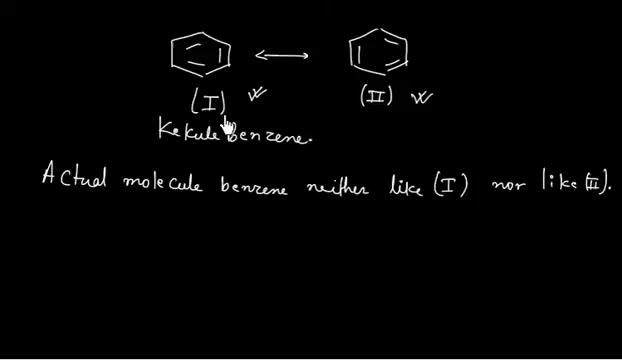 (I) (II)
Kekule benzene.
Actual molecule benzene neither like (I) nor like (II).